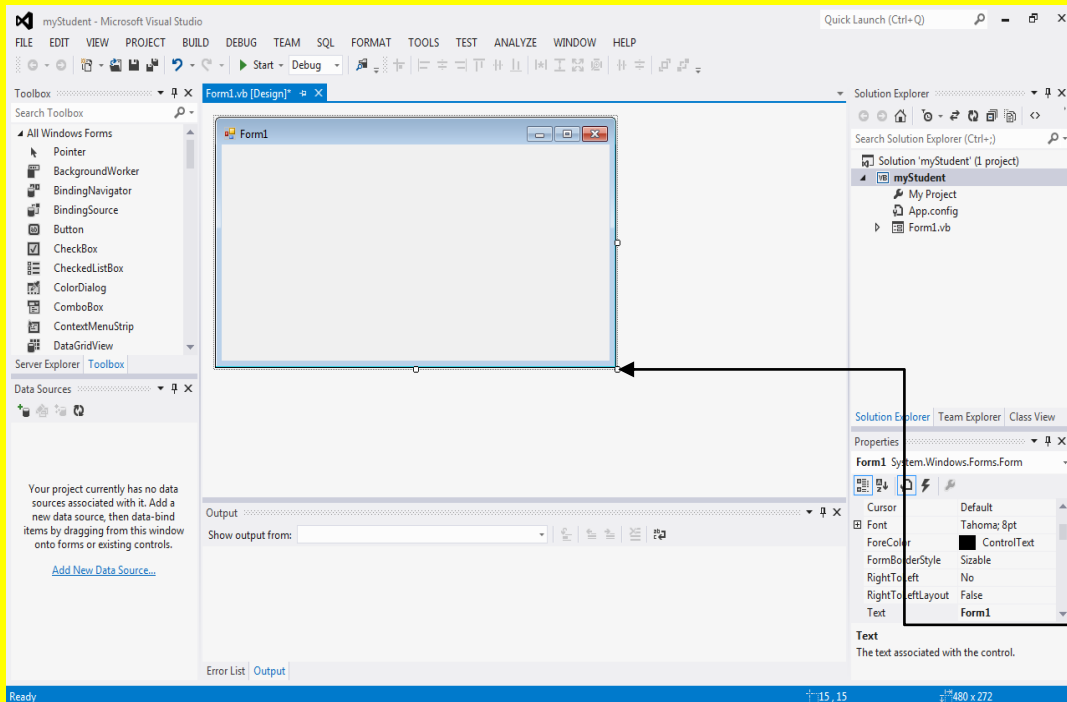 myStudent - Microsoft Visual Studio
Quick Launch (Ctrl+Q)
FILE EDIT VIEW PROJECT BUILD DEBUG TEAM SQL FORMAT TOOLS TEST ANALYZE WINDOW HELP
Start Debug
Toolbox
Search Toolbox
All Windows Forms
Pointer
BackgroundWorker
BindingNavigator
BindingSource
Button
CheckBox
CheckedListBox
ColorDialog
ComboBox
ContextMenuStrip
DataGridView
Server Explorer Toolbox
Data Sources
Your project currently has no data
sources associated with it. Add a
new data source, then data-bind
items by dragging from this window
onto forms or existing controls.
Add New Data Source...
Form1.vb [Design]*
Form1
Output
Show output from:
Error List Output
Solution Explorer
Search Solution Explorer (Ctrl+;)
Solution 'myStudent' (1 project)
VB myStudent
My Project
App.config
Form1.vb
Solution Explorer Team Explorer Class View
Properties
Form1 System.Windows.Forms.Form
Cursor Default
Font Tahoma; 8pt
ForeColor ControlText
FormBorderStyle Sizable
RightToLeft No
RightToLeftLayout False
Text Form1
Text
The text associated with the control.
Ready
15 , 15
480 x 272